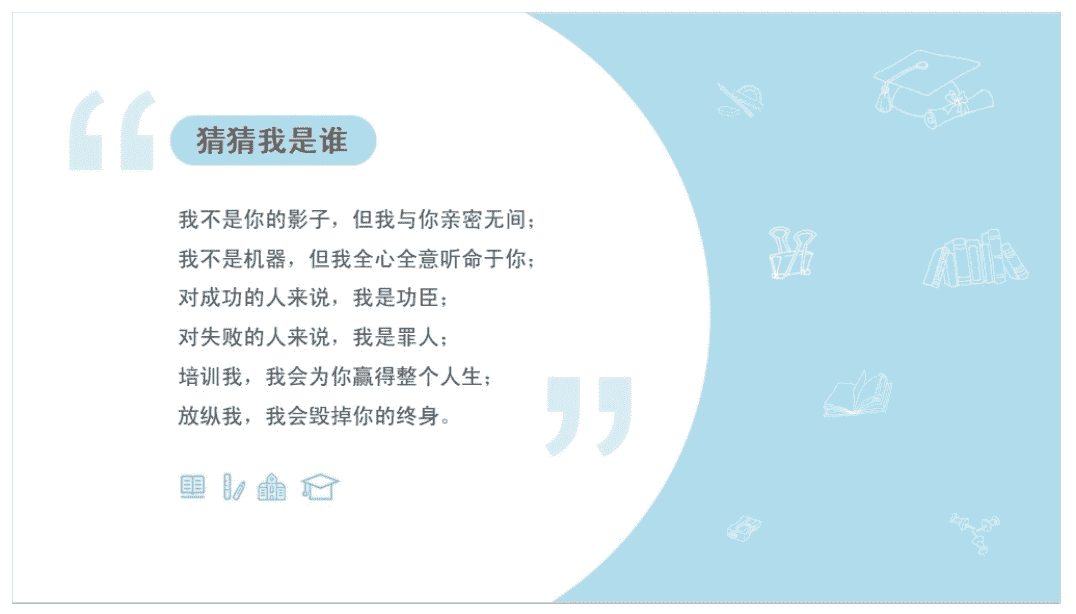 猜猜我是谁
我不是你的影子，但我与你亲密无间；
我不是机器，但我全心全意听命于你；
对成功的人来说，我是功臣；
对失败的人来说，我是罪人；
培训我，我会为你赢得整个人生；
放纵我，我会毁掉你的终身。